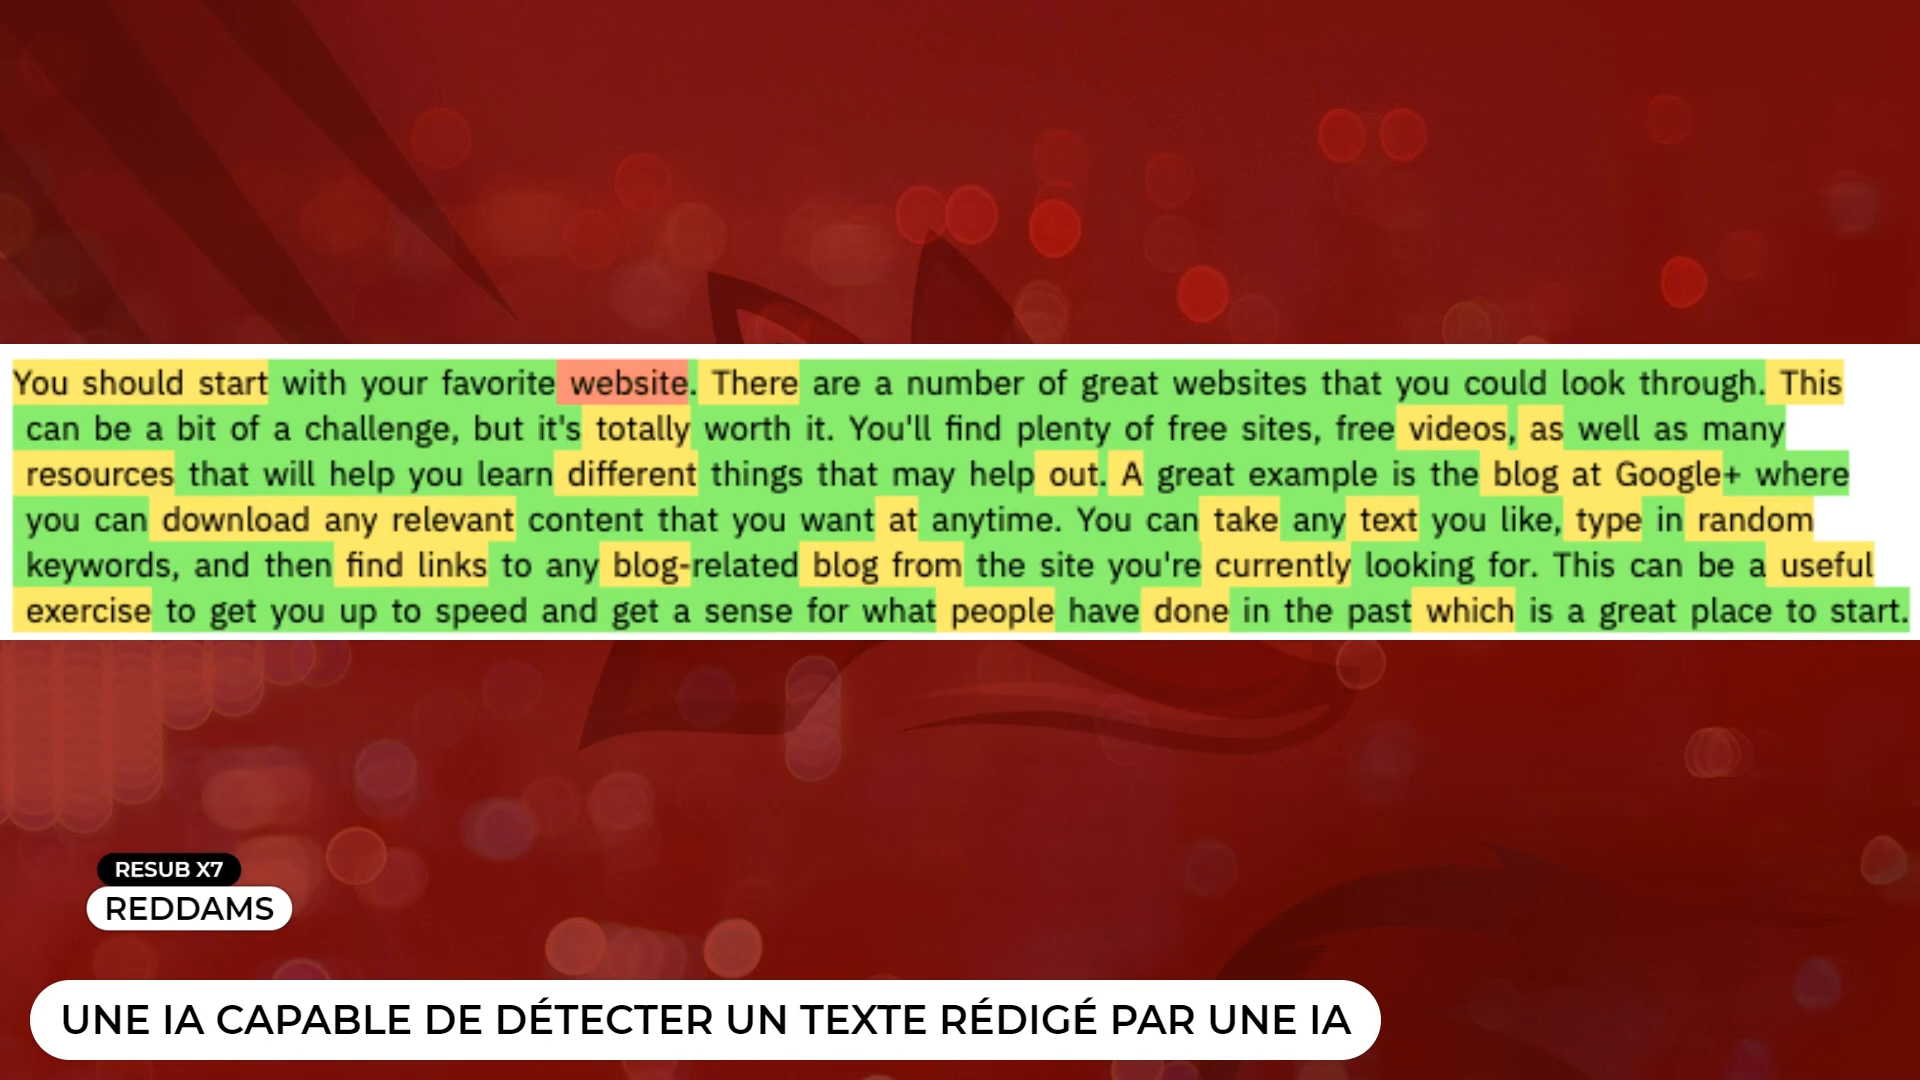 You should start with your favorite website. There are a number of great websites that you could look through. This
can be a bit of a challenge, but it's totally worth it. You'll find plenty of free sites, free videos, as well as many
resources that will help you learn different things that may help out. A great example is the blog at Google+ where
you can download any relevant content that you want at anytime. You can take any text you like, type in random
keywords, and then find links to any blog-related blog from the site you're currently looking for. This can be a useful
exercise to get you up to speed and get a sense for what people have done in the past which is a great place to start.
RESUB X7
REDDAMS
UNE IA CAPABLE DE DÉTECTER UN TEXTE RÉDIGÉ PAR UNE IA